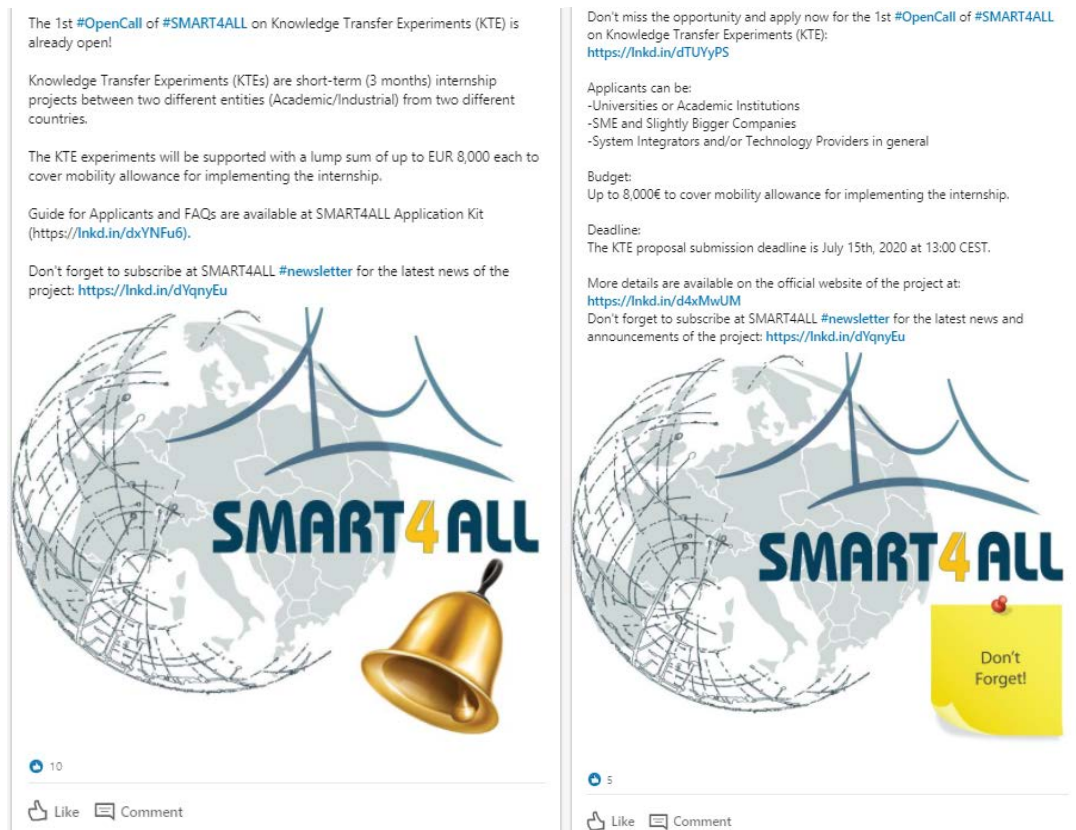 The 1st #OpenCall of #SMART4ALL on Knowledge Transfer Experiments (KTE) is
already open!
Knowledge Transfer Experiments (KTEs) are short-term (3 months) internship
projects between two different entities (Academic/Industrial) from two different
countries.
The KTE experiments will be supported with a lump sum of up to EUR 8,000 each to
cover mobility allowance for implementing the internship.
Guide for Applicants and FAQs are available at SMART4ALL Application Kit
(https://lnkd.in/dxYNFu6).
Don't forget to subscribe at SMART4ALL #newsletter for the latest news of the
project: https://lnkd.in/dYqnyEu
SMART4ALL
10
Like Comment
Don't miss the opportunity and apply now for the 1st #OpenCall of #SMART4ALL
on Knowledge Transfer Experiments (KTE):
https://lnkd.in/dTUYyPS
Applicants can be:
-Universities or Academic Institutions
-SME and Slightly Bigger Companies
-System Integrators and/or Technology Providers in general
Budget:
Up to 8,000€ to cover mobility allowance for implementing the internship.
Deadline:
The KTE proposal submission deadline is July 15th, 2020 at 13:00 CEST.
More details are available on the official website of the project at:
https://lnkd.in/d4xMwUM
Don't forget to subscribe at SMART4ALL #newsletter for the latest news and
announcements of the project: https://lnkd.in/dYqnyEu
SMART4ALL
Don't
Forget!
5
Like Comment